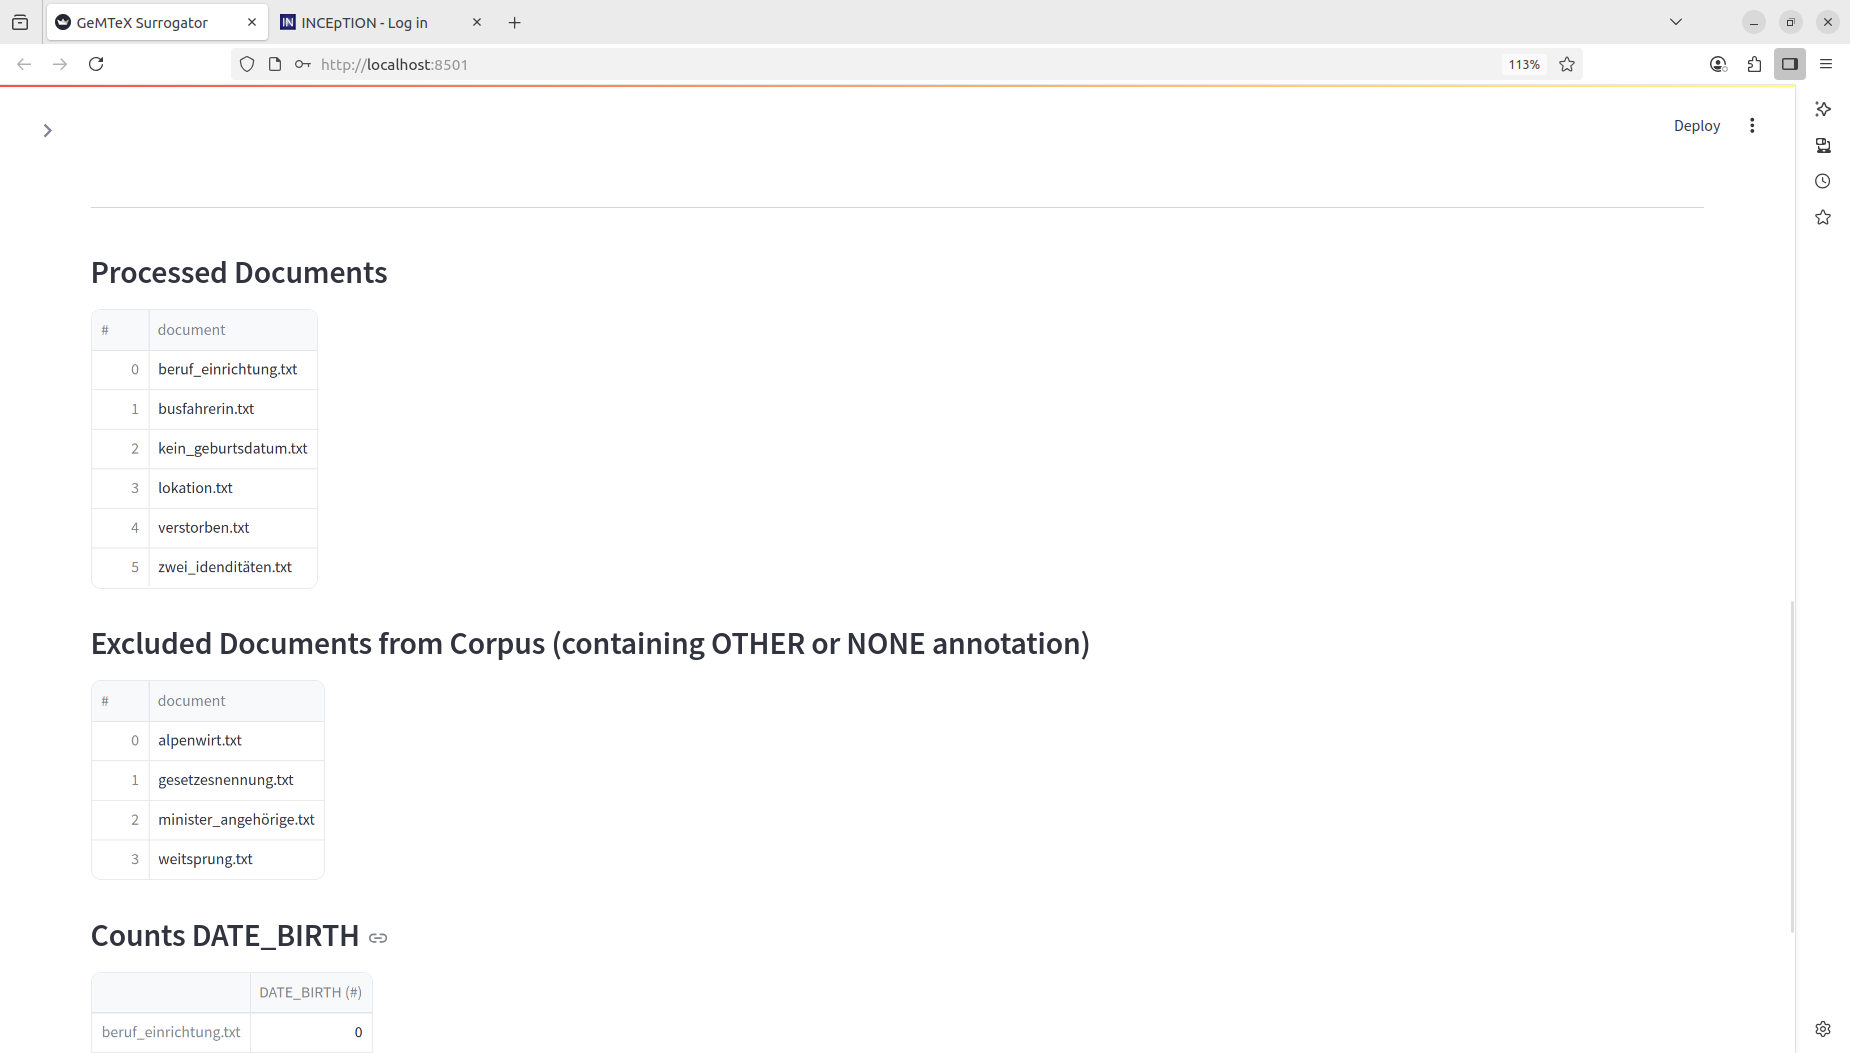 GeMTeX Surrogator
INCEpTION - Log in
http://localhost:8501
113%
Deploy
Processed Documents
# document
0 beruf_einrichtung.txt
1 busfahrerin.txt
2 kein_geburtsdatum.txt
3 lokation.txt
4 verstorben.txt
5 zwei_idenditäten.txt
Excluded Documents from Corpus (containing OTHER or NONE annotation)
# document
0 alpenwirt.txt
1 gesetzesnennung.txt
2 minister_angehörige.txt
3 weitsprung.txt
Counts DATE_BIRTH
DATE_BIRTH (#)
beruf_einrichtung.txt 0